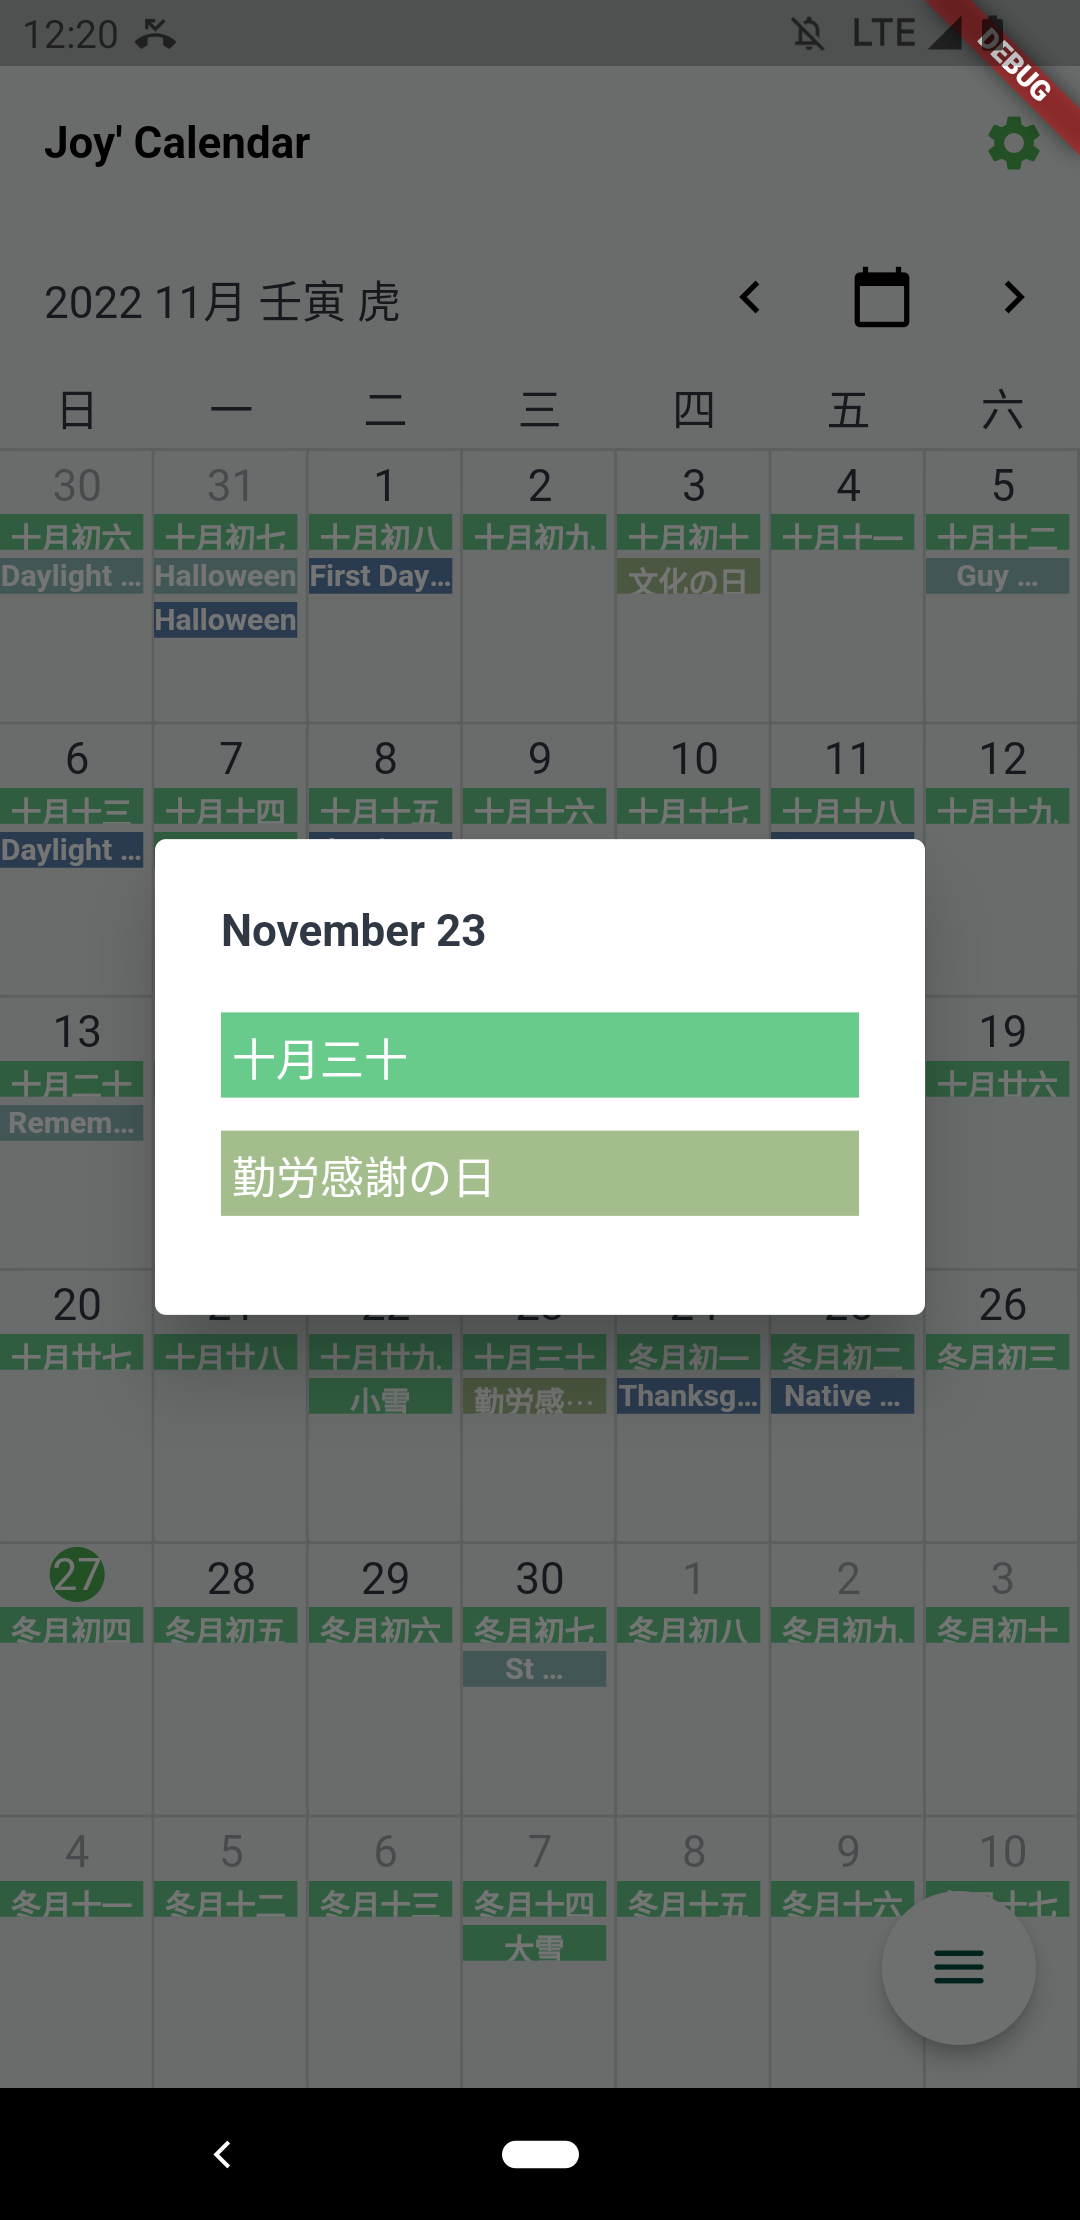 12:20 LTE
DEBUG
Joy' Calendar
2022 11月 壬寅 虎
日 一 二 三 四 五 六
30 31 1 2 3 4 5
十月初六 十月初七 十月初八 十月初九 十月初十 十月十一 十月十二
Daylight ... Halloween First Day... 文化の日 Guy ...
Halloween
6 7 8 9 10 11 12
十月十三 十月十四 十月十五 十月十六 十月十七 十月十八 十月十九
Daylight ...
November 23
十月三十
勤労感謝の日
13 19
十月二十 十月廿六
Remem...
20 26
十月廿七 十月廿八 十月廿九 十月三十 冬月初一 冬月初二 冬月初三
小雪 勤労感… Thanksg... Native ...
27 28 29 30 1 2 3
冬月初四 冬月初五 冬月初六 冬月初七 冬月初八 冬月初九 冬月初十
St ...
4 5 6 7 8 9 10
冬月十一 冬月十二 冬月十三 冬月十四 冬月十五 冬月十六 十七
大雪